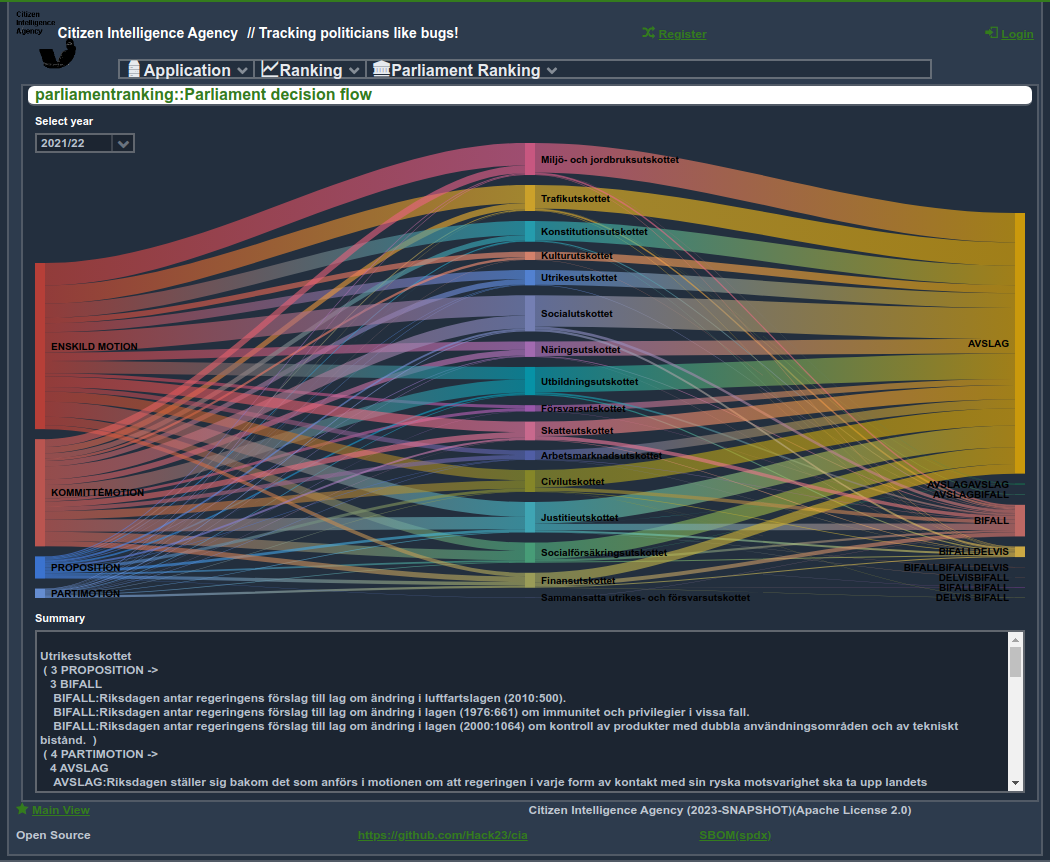 Citizen
Intelligence
Agency
Citizen Intelligence Agency // Tracking politicians like bugs!
Register
Login
Application
Ranking
Parliament Ranking
parliamentranking::Parliament decision flow
Select year
2021/22
Miljö- och jordbruksutskottet
Trafikutskottet
Konstitutionsutskottet
Kulturutskottet
Utrikesutskottet
Socialutskottet
Näringsutskottet
Utbildningsutskottet
Försvarsutskottet
Skatteutskottet
Arbetsmarknadsutskottet
Civilutskottet
Justitieutskottet
Socialförsäkringsutskottet
Finansutskottet
Sammansatta utrikes- och försvarsutskottet
ENSKILD MOTION
KOMMITTÉMOTION
PROPOSITION
PARTIMOTION
AVSLAG
AVSLAGAVSLAG
AVSLAGBIFALL
BIFALL
BIFALLDELVIS
BIFALLBIFALLDELVIS
DELVISBIFALL
BIFALLBIFALL
DELVIS BIFALL
Summary
Utrikesutskottet
( 3 PROPOSITION ->
3 BIFALL
BIFALL:Riksdagen antar regeringens förslag till lag om ändring i luftfartslagen (2010:500).
BIFALL:Riksdagen antar regeringens förslag till lag om ändring i lagen (1976:661) om immunitet och privilegier i vissa fall.
BIFALL:Riksdagen antar regeringens förslag till lag om ändring i lagen (2000:1064) om kontroll av produkter med dubbla användningsområden och av tekniskt
bistånd. )
( 4 PARTIMOTION ->
4 AVSLAG
AVSLAG:Riksdagen ställer sig bakom det som anförs i motionen om att regeringen i varje form av kontakt med sin ryska motsvarighet ska ta upp landets
Main View
Citizen Intelligence Agency (2023-SNAPSHOT)(Apache License 2.0)
Open Source
https://github.com/Hack23/cia
SBOM(spdx)